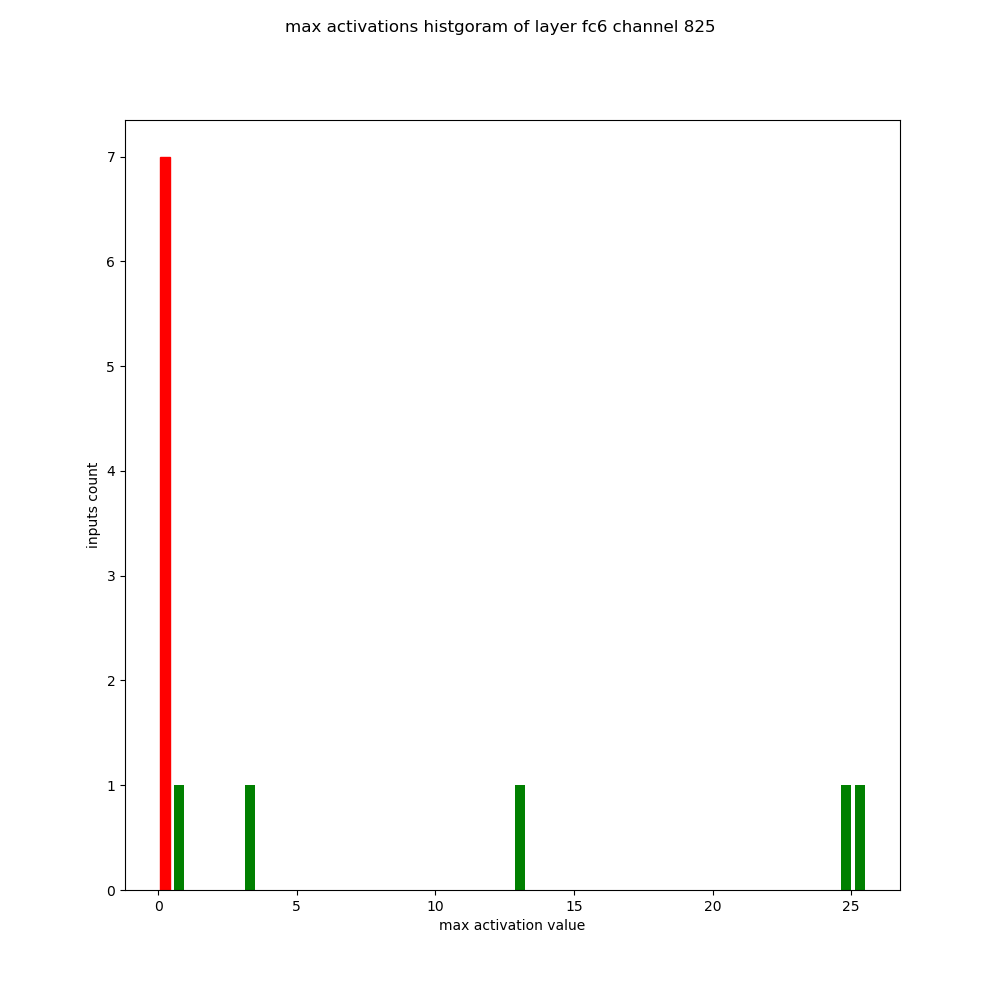 max activations histgoram of layer fc6 channel 825
7
6
5
4
3
2
1
0
inputs count
0 5 10 15 20 25
max activation value